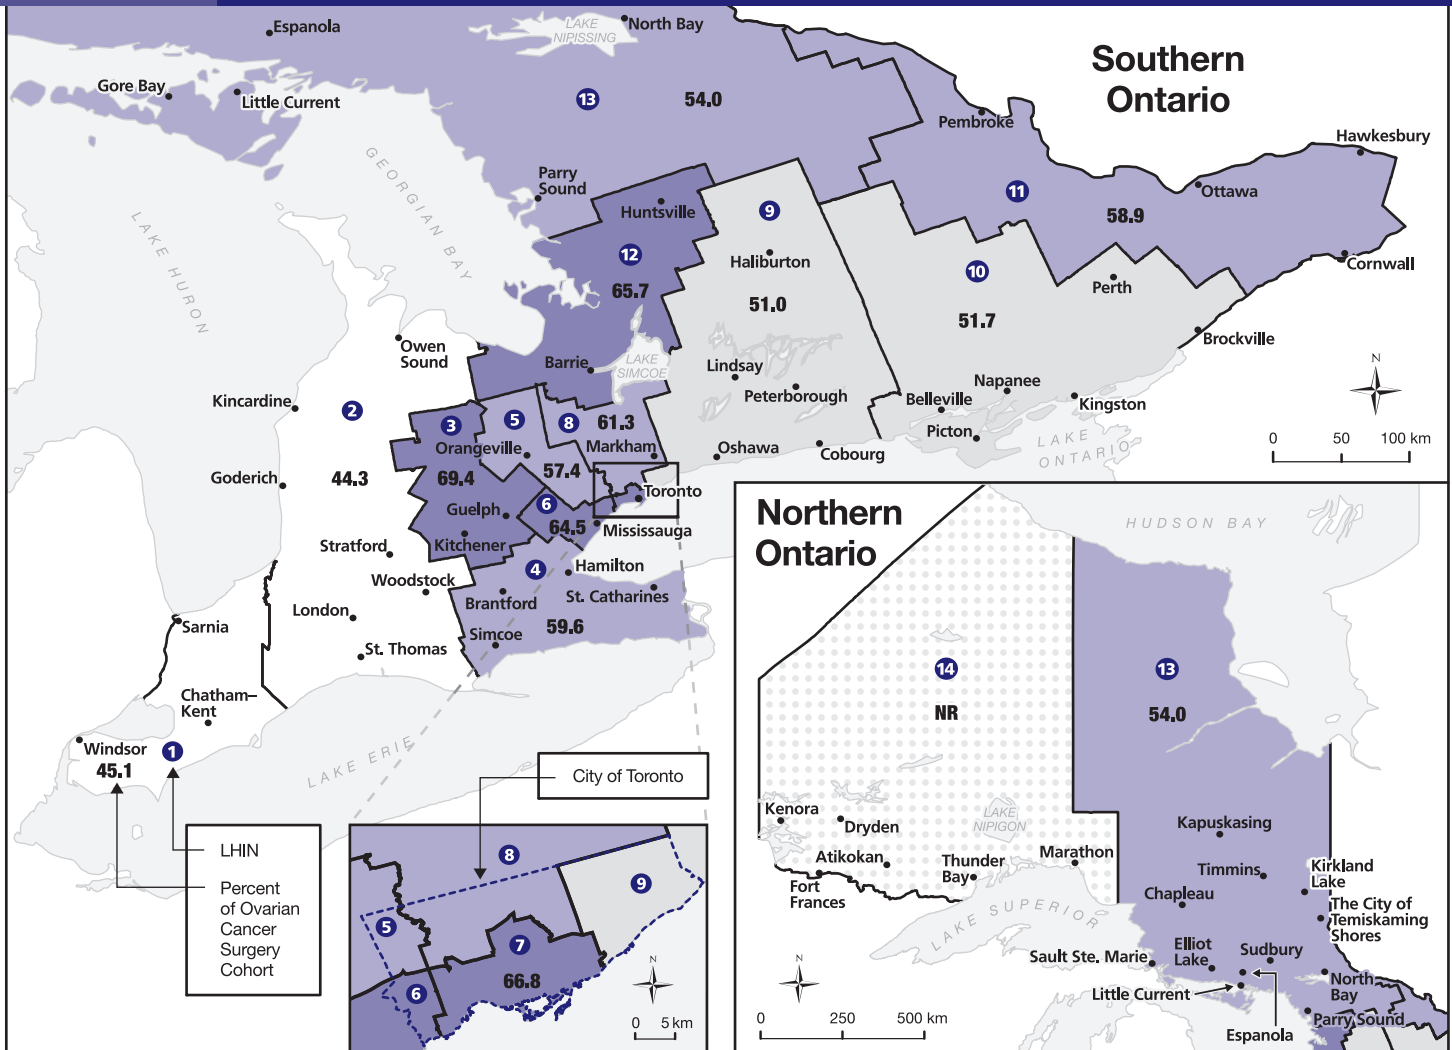 Southern
Ontario
Espanola
LAKE
NIPISSING
North Bay
Gore Bay
Little Current
13
54.0
Pembroke
Hawkesbury
GEORGIAN BAY
Parry
Sound
11
58.9
Ottawa
LAKE HURON
Huntsville
9
Haliburton
12
65.7
10
51.7
Perth
Cornwall
51.0
Owen
Sound
Barrie
LAKE
SIMCOE
Lindsay
Peterborough
Brockville
Kincardine
2
44.3
3
Orangeville
69.4
5
57.4
8
61.3
Markham
Belleville
Napanee
Kingston
Picton
LAKE
ONTARIO
Oshawa
Cobourg
N
0
50
100 km
Goderich
Toronto
Guelph
6
64.5
Mississauga
Kitchener
Stratford
4
Hamilton
Woodstock
Brantford
St. Catharines
London
59.6
Simcoe
Sarnia
St. Thomas
Chatham–
Kent
Windsor
45.1
1
LAKE ERIE
LHIN
Percent
of Ovarian
Cancer
Surgery
Cohort
City of Toronto
8
9
5
7
66.8
6
N
0
5 km
Northern
Ontario
HUDSON BAY
14
NR
13
54.0
Kenora
Dryden
LAKE
NIPIGON
Atikokan
Fort
Frances
Thunder
Bay
Marathon
Kapuskasing
Timmins
Kirkland
Lake
Chapleau
The City of
Temiskaming
Shores
LAKE SUPERIOR
Sault Ste. Marie
Elliot
Lake
Sudbury
North
Bay
Little Current
Parry Sound
Espanola
N
0
250
500 km